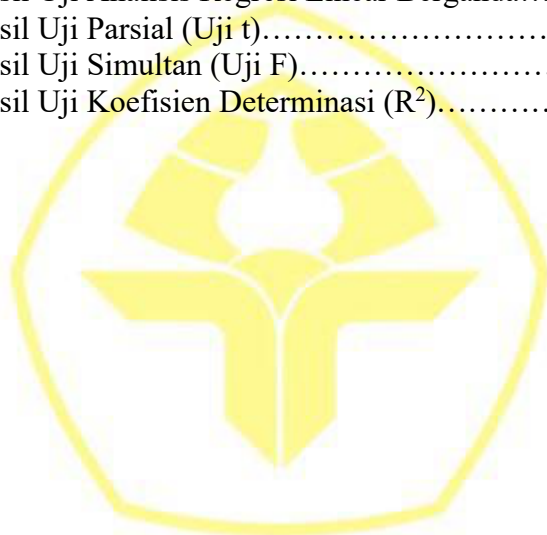 sil Uji Parsial (Uji t)……………………………
sil Uji Simultan (Uji F)…………………………
sil Uji Koefisien Determinasi (R²)…………